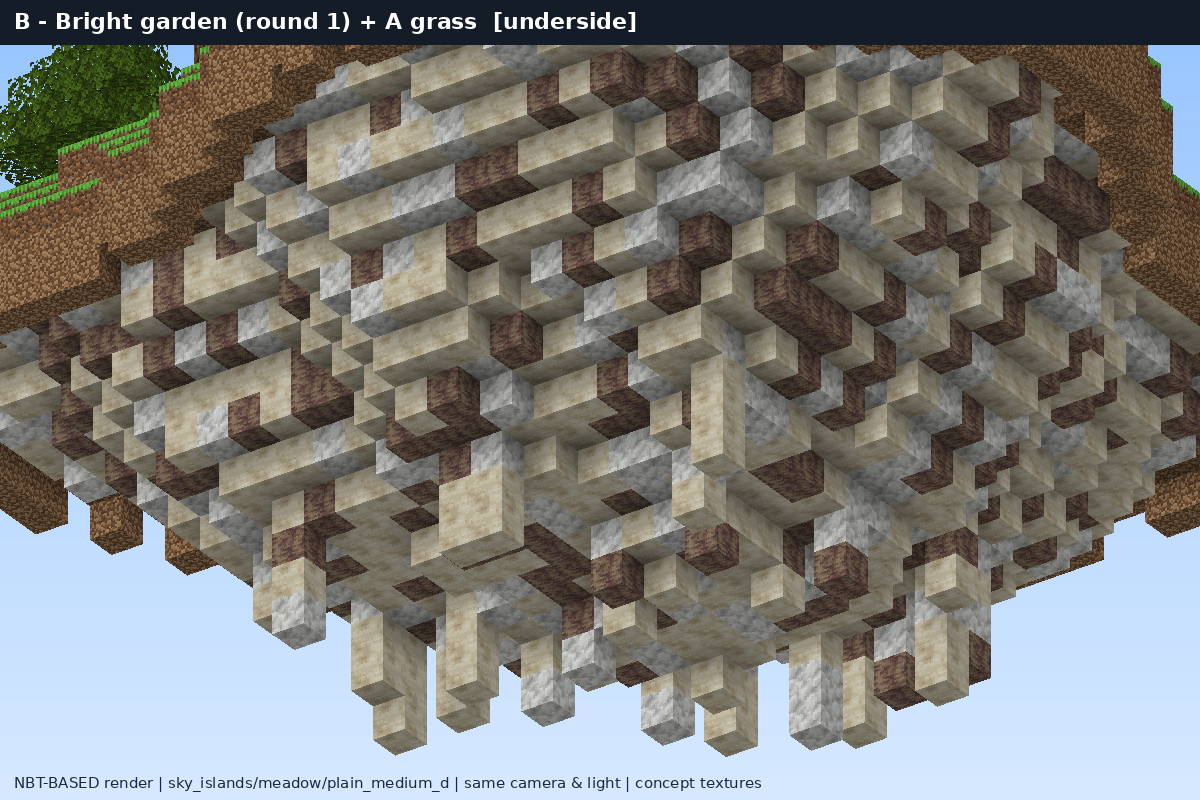 B - Bright garden (round 1) + A grass [underside]
NBT-BASED render | sky_islands/meadow/plain_medium_d | same camera & light | concept textures